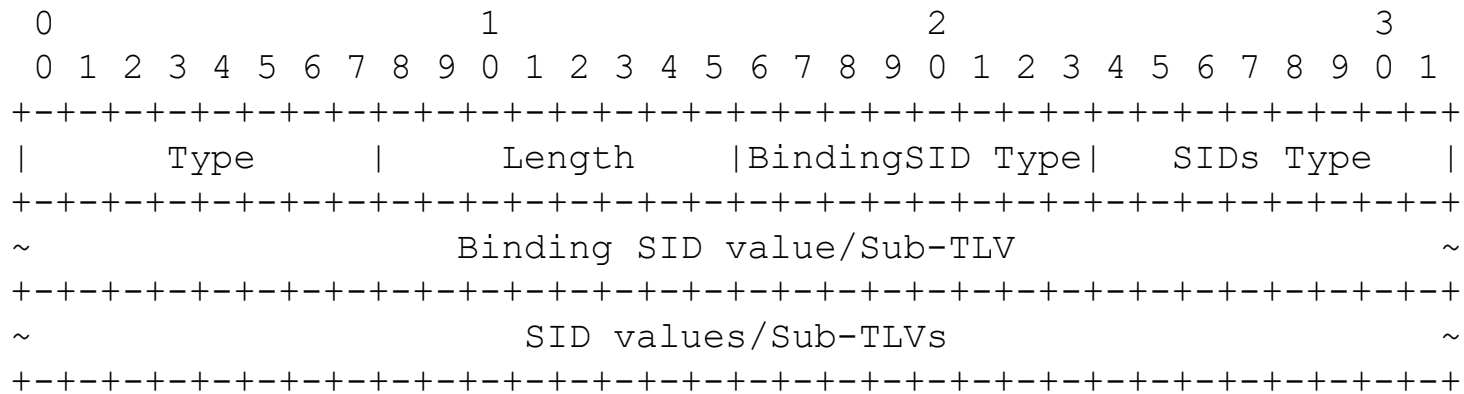 0                   1                   2                   3
 0 1 2 3 4 5 6 7 8 9 0 1 2 3 4 5 6 7 8 9 0 1 2 3 4 5 6 7 8 9 0 1
+-+-+-+-+-+-+-+-+-+-+-+-+-+-+-+-+-+-+-+-+-+-+-+-+-+-+-+-+-+-+-+-+
|      Type     |     Length    |BindingSID Type|   SIDs Type   |
+-+-+-+-+-+-+-+-+-+-+-+-+-+-+-+-+-+-+-+-+-+-+-+-+-+-+-+-+-+-+-+-+
~                   Binding SID value/Sub-TLV                   ~
+-+-+-+-+-+-+-+-+-+-+-+-+-+-+-+-+-+-+-+-+-+-+-+-+-+-+-+-+-+-+-+-+
~                      SID values/Sub-TLVs                      ~
+-+-+-+-+-+-+-+-+-+-+-+-+-+-+-+-+-+-+-+-+-+-+-+-+-+-+-+-+-+-+-+-+